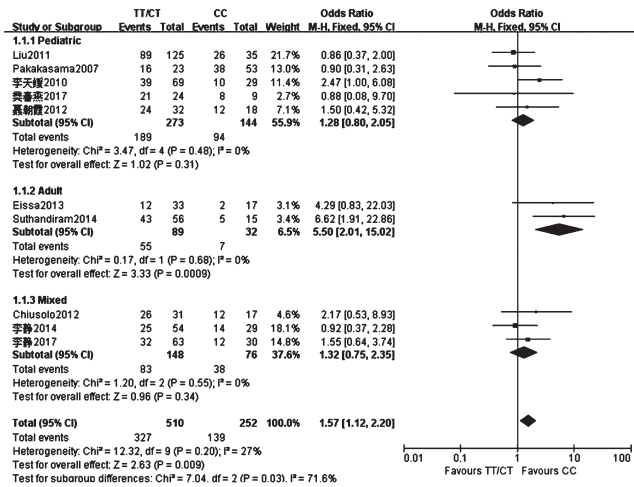 TT/CT CC Odds Ratio Odds Ratio
Study or Subgroup Events Total Events Total Weight M-H, Fixed, 95% CI M-H, Fixed, 95% CI
1.1.1 Pediatric
Liu2011 89 125 26 35 21.7% 0.86 [0.37, 2.00]
Pakakasama2007 16 23 38 53 13.0% 0.90 [0.31, 2.63]
李天媛2010 39 69 10 29 10.0% 2.47 [1.00, 6.08]
樊喜燕2017 21 24 8 9 3.0% 0.88 [0.08, 9.70]
聂朝霞2012 24 32 12 18 8.1% 1.50 [0.42, 5.32]
Subtotal (95% CI) 273 144 55.9% 1.28 [0.80, 2.05]
Total events 189 94
Heterogeneity: Chi² = 3.47, df = 4 (P = 0.48); I² = 0%
Test for overall effect: Z = 1.02 (P = 0.31)
1.1.2 Adult
Eissa2013 12 33 2 17 3.1% 4.29 [0.83, 22.03]
Suthandiram2014 43 56 5 15 3.4% 6.62 [1.91, 22.86]
Subtotal (95% CI) 89 32 6.5% 5.50 [2.01, 15.02]
Total events 55 7
Heterogeneity: Chi² = 0.17, df = 1 (P = 0.68); I² = 0%
Test for overall effect: Z = 3.33 (P = 0.0009)
1.1.3 Mixed
Chiusolo2012 26 31 12 17 4.6% 2.17 [0.53, 8.93]
李静2014 25 54 14 29 18.1% 0.92 [0.37, 2.28]
李静2017 32 63 12 30 14.8% 1.55 [0.64, 3.74]
Subtotal (95% CI) 148 76 37.6% 1.32 [0.75, 2.35]
Total events 83 38
Heterogeneity: Chi² = 1.20, df = 2 (P = 0.55); I² = 0%
Test for overall effect: Z = 0.96 (P = 0.34)
Total (95% CI) 510 252 100.0% 1.57 [1.12, 2.20]
Total events 327 139
Heterogeneity: Chi² = 12.32, df = 9 (P = 0.20); I² = 27%
Test for overall effect: Z = 2.63 (P = 0.009)
Test for subgroup differences: Chi² = 7.04, df = 2 (P = 0.03), I² = 71.6%
0.01 0.1 1 10 100
Favours TT/CT Favours CC